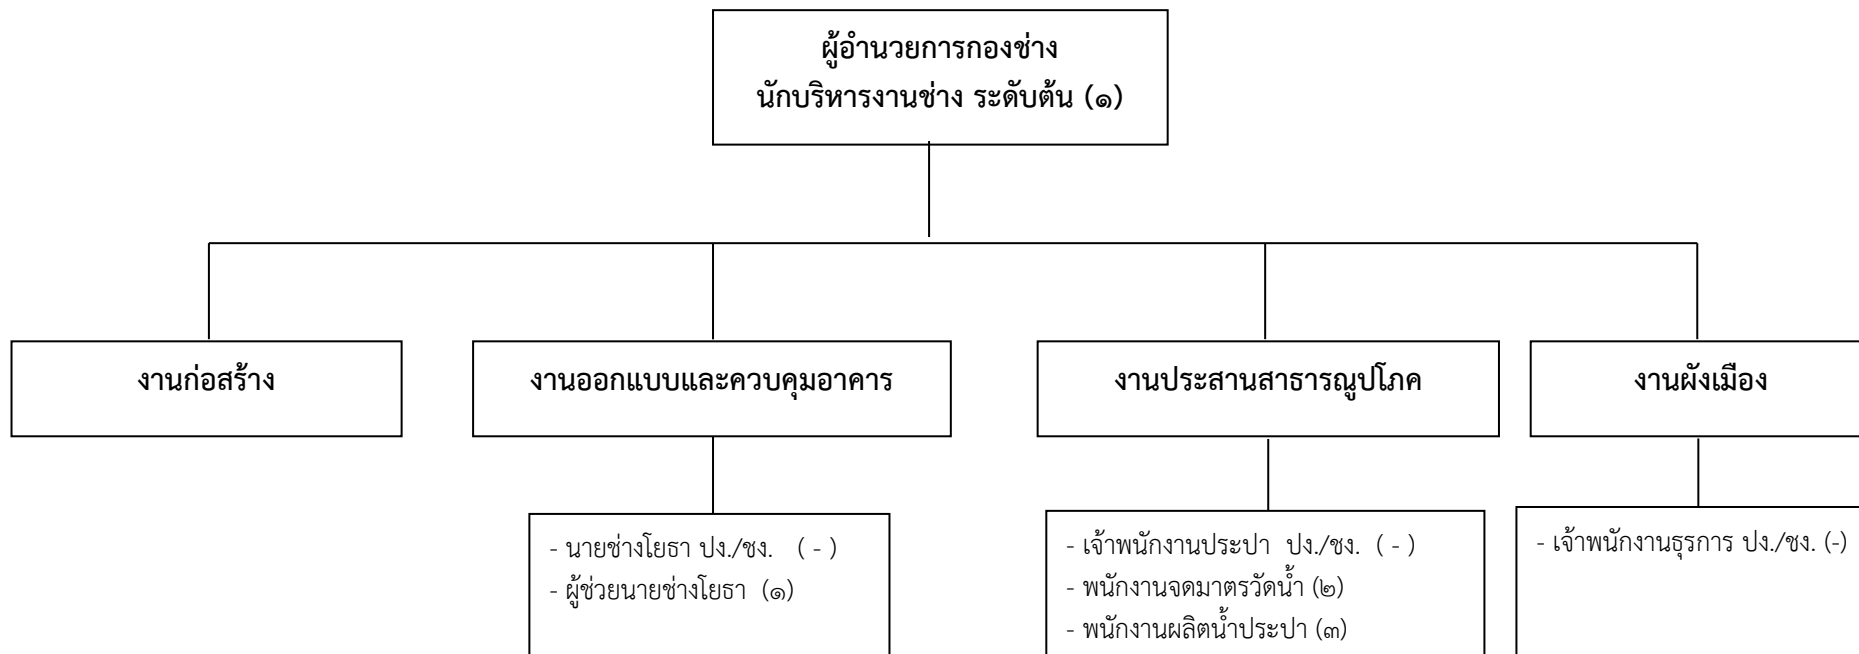 ผู้อำนวยการกองช่าง
นักบริหารงานช่าง ระดับต้น (๑)
งานก่อสร้าง
งานออกแบบและควบคุมอาคาร
งานประสานสาธารณูปโภค
งานผังเมือง
- นายช่างโยธา ปง./ชง. ( - )
- ผู้ช่วยนายช่างโยธา (๑)
- เจ้าพนักงานประปา ปง./ชง. ( - )
- พนักงานจดมาตรวัดน้ำ (๒)
- พนักงานผลิตน้ำประปา (๓)
- เจ้าพนักงานธุรการ ปง./ชง. (-)